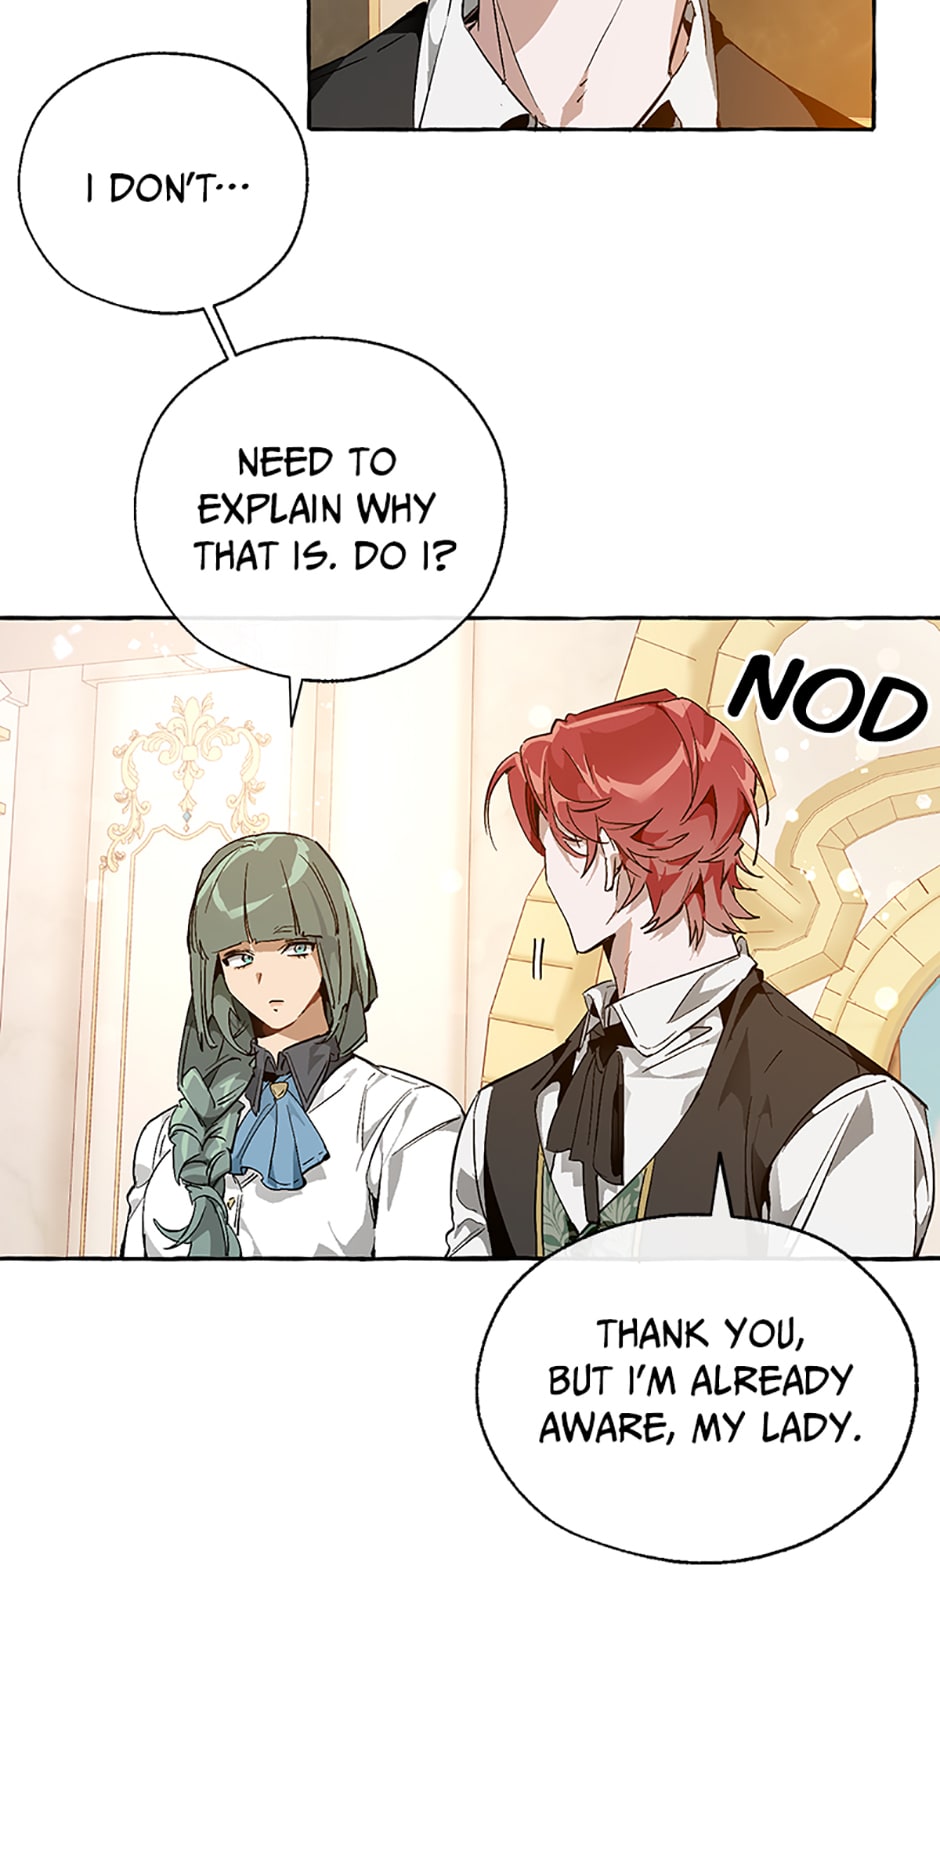 I DON'T...
NEED TO
EXPLAIN WHY
THAT IS. DO I?
NOD
THANK YOU,
BUT I'M ALREADY
AWARE, MY LADY.